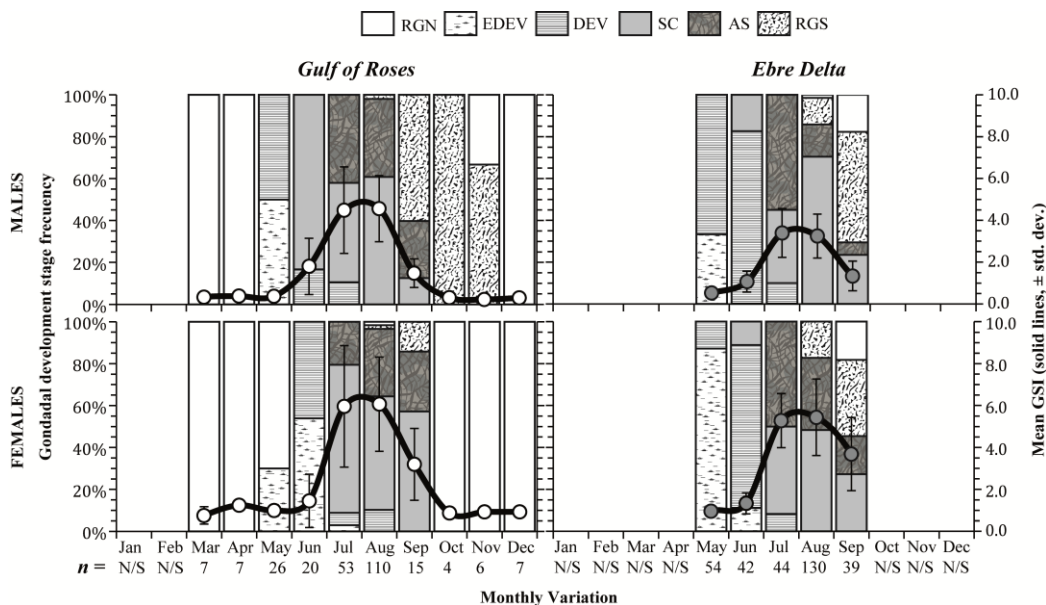 RGN EDEV DEV SC AS RGS
Gulf of Roses Ebre Delta
MALES
FEMALES
Gondadal development stage frecuency
100%
80%
60%
40%
20%
0%
100%
80%
60%
40%
20%
0%
10.0
8.0
6.0
4.0
2.0
0.0
10.0
8.0
6.0
4.0
2.0
0.0
Mean GSI (solid lines, ± std. dev.)
Jan Feb Mar Apr May Jun Jul Aug Sep Oct Nov Dec Jan Feb Mar Apr May Jun Jul Aug Sep Oct Nov Dec
n = N/S N/S 7 7 26 20 53 110 15 4 6 7 N/S N/S N/S N/S 54 42 44 130 39 N/S N/S N/S
Monthly Variation